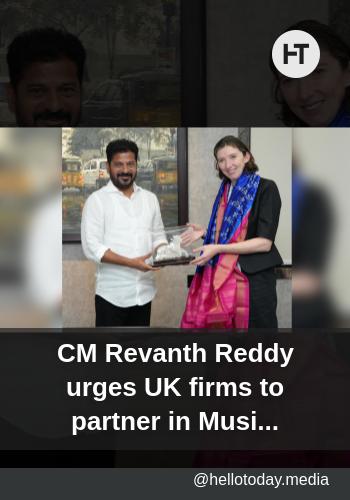 HT
CM Revanth Reddy
urges UK firms to
partner in Musi...
@hellotoday.media